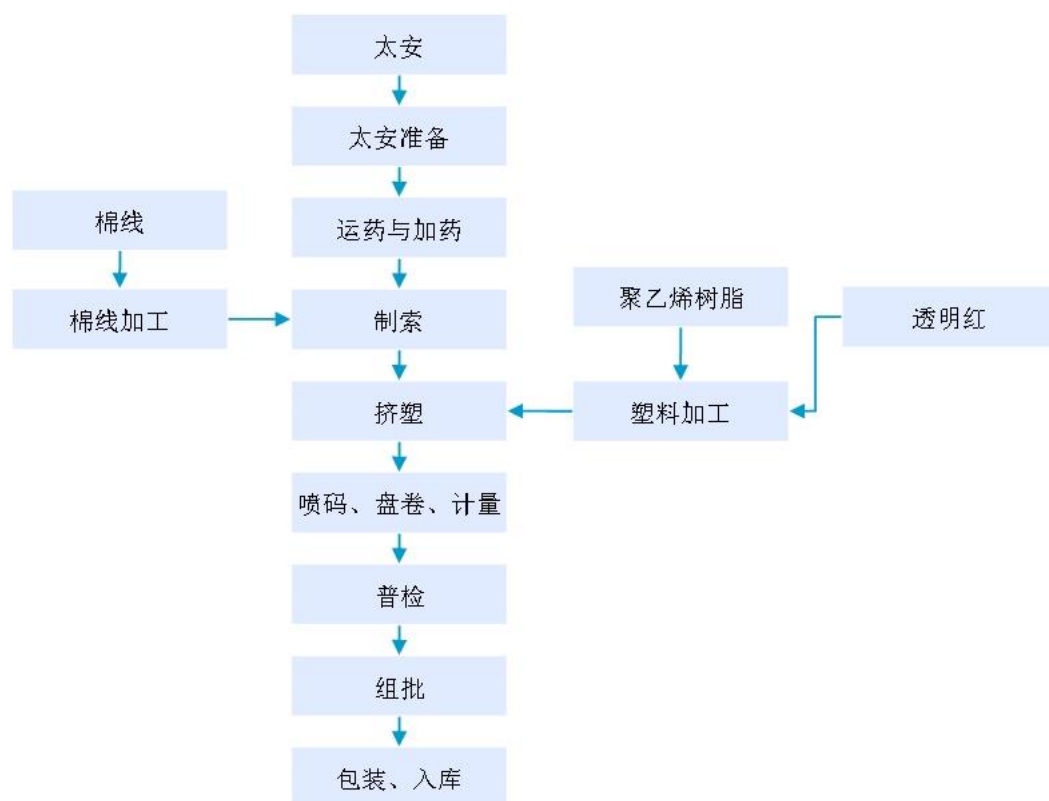 太安
太安准备
棉线
运药与加药
聚乙烯树脂
棉线加工
制索
透明红
挤塑
塑料加工
喷码、盘卷、计量
普检
组批
包装、入库